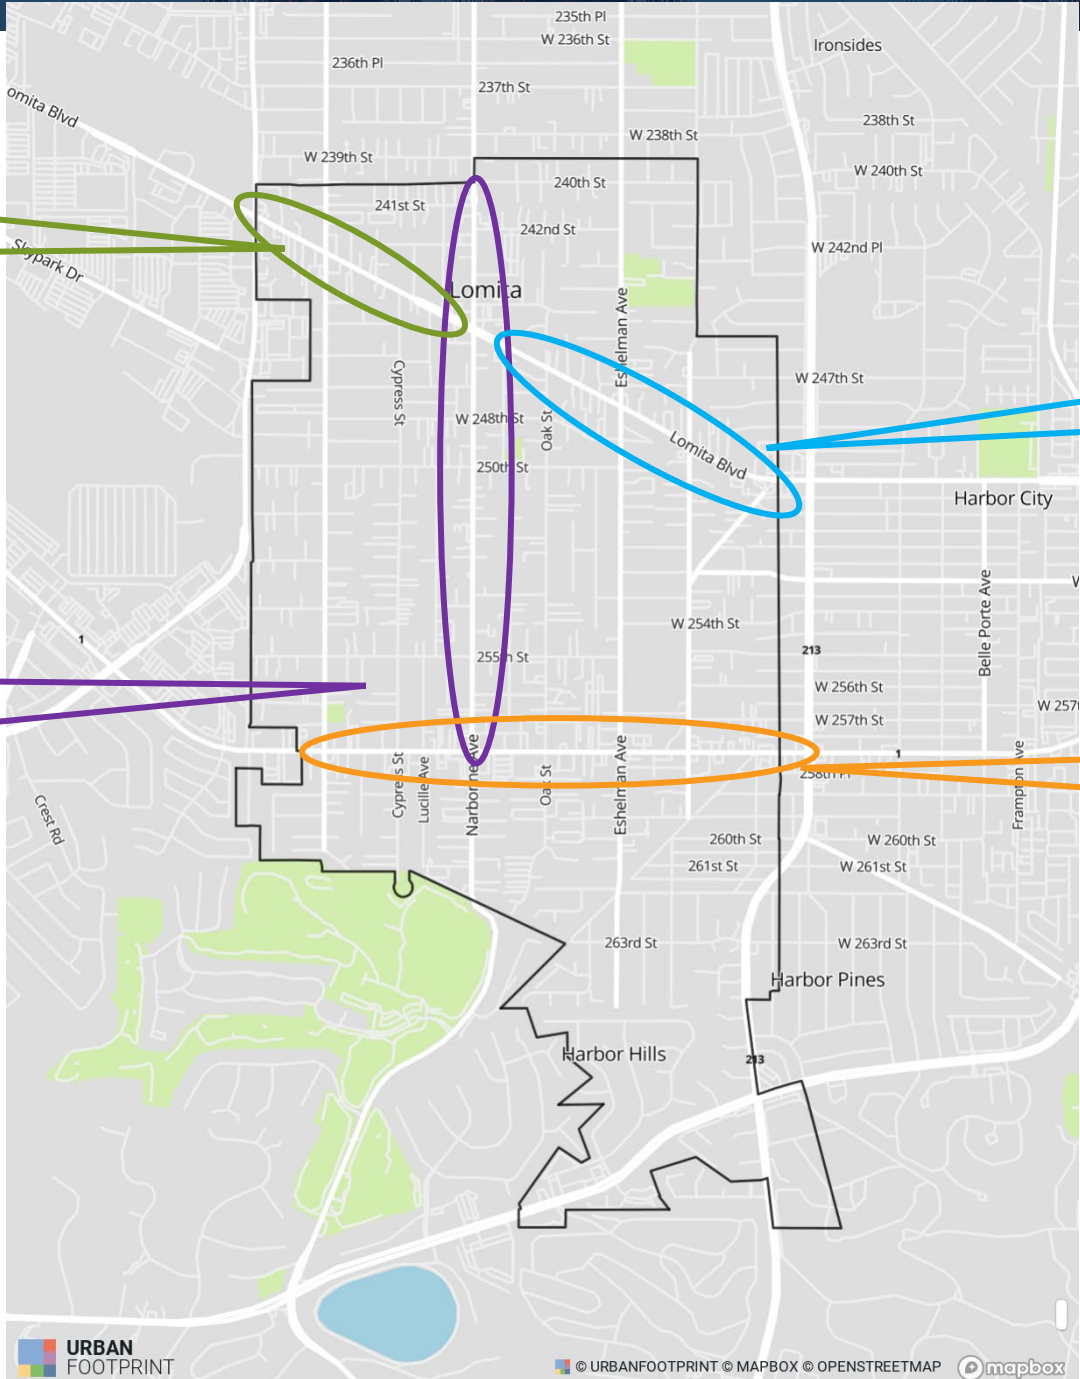 235th Pl
W 236th St
Ironsides
236th Pl
237th St
omita Blvd
238th St
W 238th St
W 239th St
W 240th St
240th St
241st St
242nd St
W 242nd Pl
Skypark Dr
Lomita
Eshelman Ave
W 247th St
Cypress St
W 248th St
Oak St
Lomita Blvd
250th St
Harbor City
Belle Porte Ave
W
W 254th St
1
213
255th St
W 256th St
W 257th
W 257th St
1
258th Pl
Cypress St
Lucille Ave
Narbonne Ave
Oak St
Eshelman Ave
Frampton Ave
Crest Rd
260th St
W 260th St
261st St
W 261st St
263rd St
W 263rd St
Harbor Pines
Harbor Hills
213
URBAN
FOOTPRINT
© URBANFOOTPRINT © MAPBOX © OPENSTREETMAP
mapbox